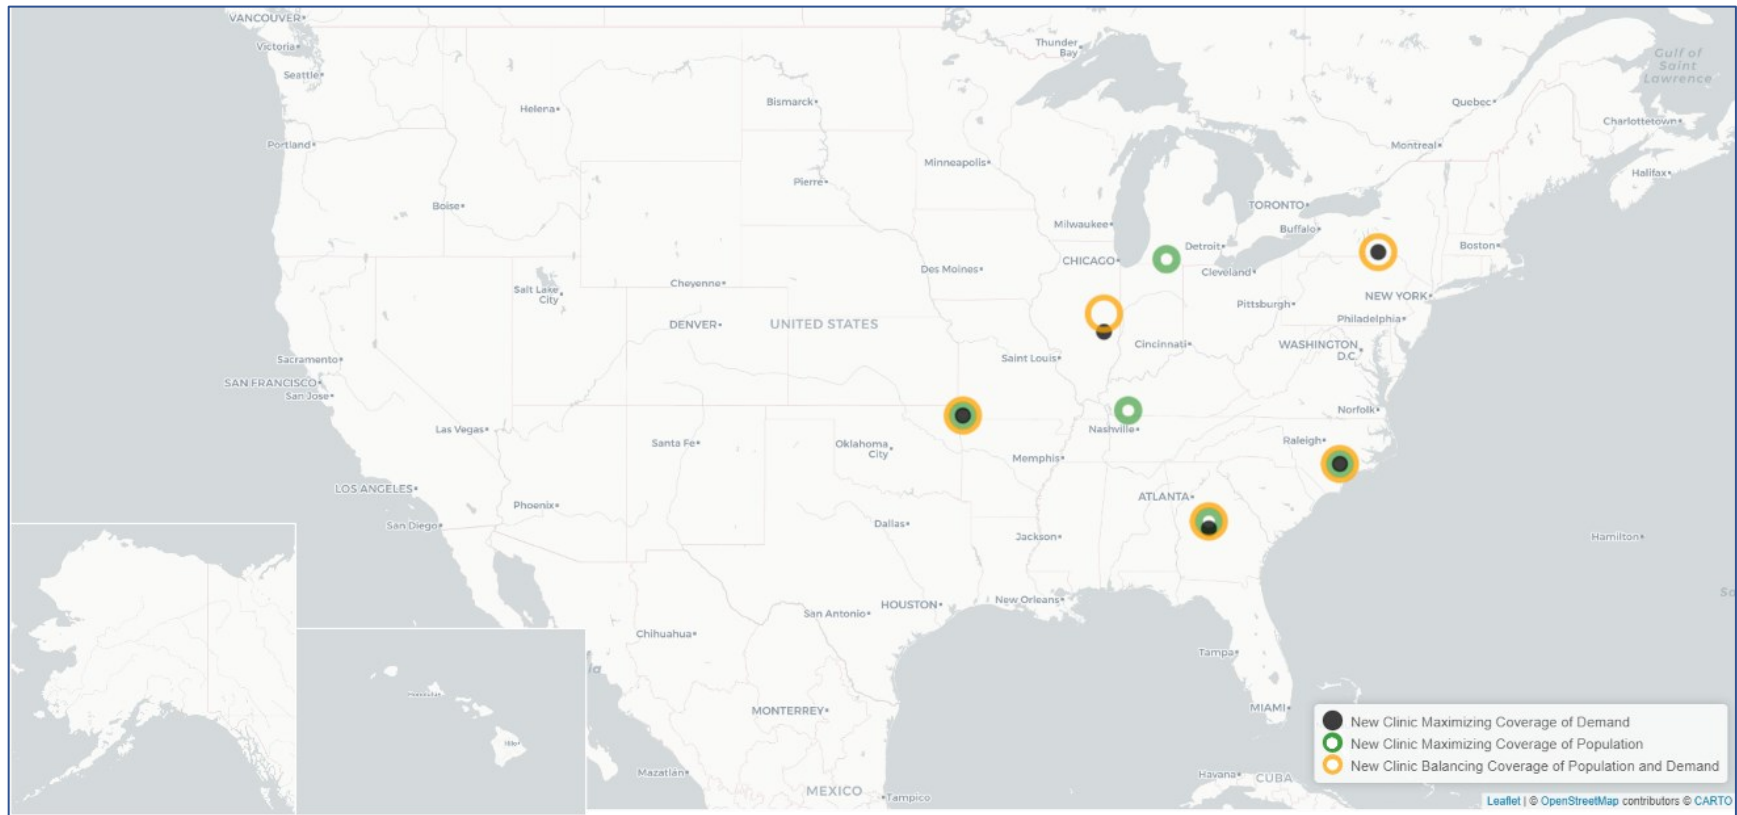 VANCOUVER
Victoria
Seattle
Thunder
Bay
Gulf of
Saint
Lawrence
Helena
Bismarck
Quebec
Charlottetown
Portland
Montreal
Minneapolis
Halifax
Pierre
Boise
TORONTO
Milwaukee
Buffalo
Detroit
Boston
CHICAGO
Des Moines
Cleveland
Salt Lake
City
Cheyenne
NEW YORK
Pittsburgh
Philadelphia
DENVER
UNITED STATES
Cincinnati
WASHINGTON
D.C.
Sacramento
Saint Louis
SAN FRANCISCO
San Jose
Norfolk
Las Vegas
Nashville
Santa Fe
Oklahoma
City
Raleigh
Memphis
LOS ANGELES
ATLANTA
Phoenix
San Diego
Dallas
Jackson
Hamilton
New Orleans
HOUSTON
San Antonio
Chihuahua
Tampa
ia
MIAMI
MONTERREY
Hilo
New Clinic Maximizing Coverage of Demand
New Clinic Maximizing Coverage of Population
New Clinic Balancing Coverage of Population and Demand
Mazatlán
Havana
CUBA
MEXICO
Tampico
Leaflet | © OpenStreetMap contributors © CARTO